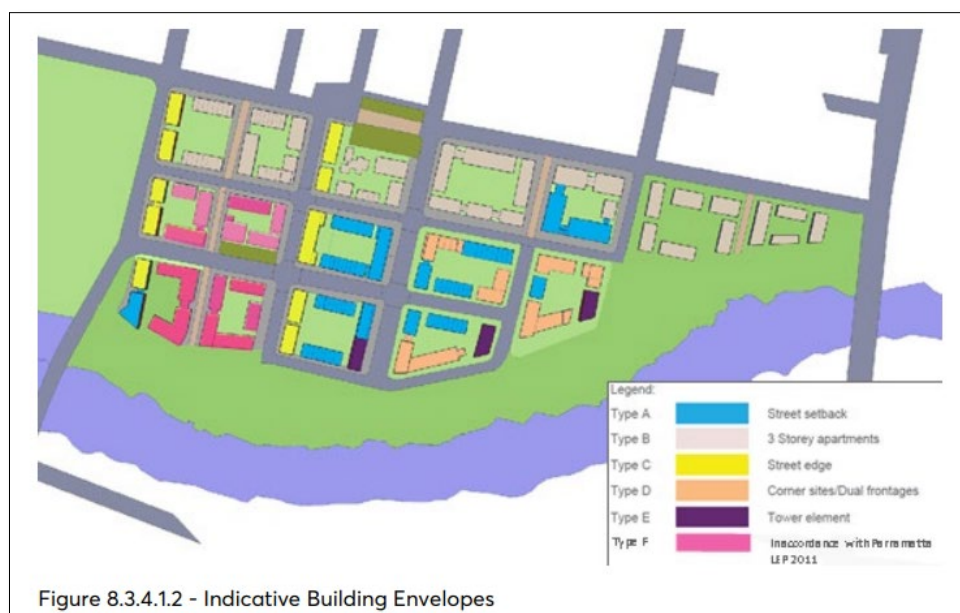 Legend:
Type A Street setback
Type B 3 Storey apartments
Type C Street edge
Type D Corner sites/Dual frontages
Type E Tower element
Type F Inaccordance with Parramatta
LEP 2011
Figure 8.3.4.1.2 - Indicative Building Envelopes